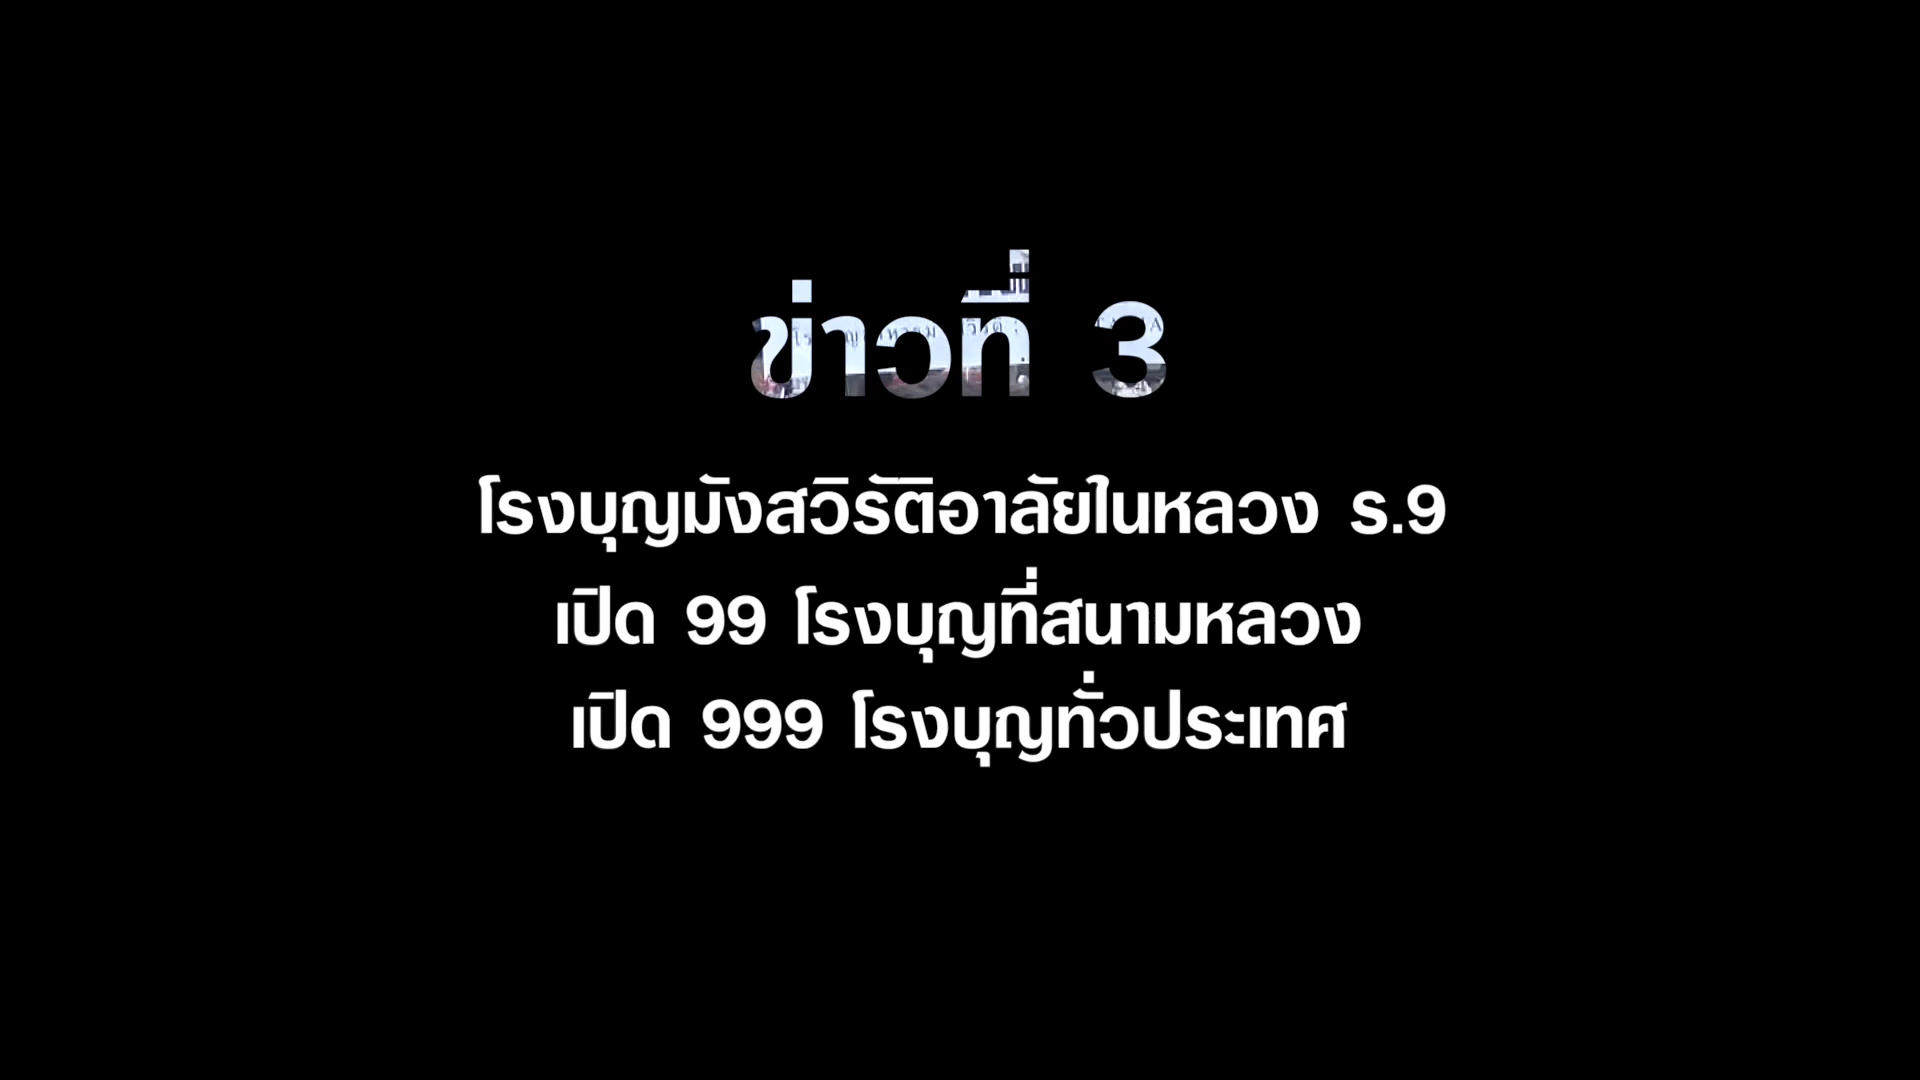 ข่าวที่ 3
โรงบุญมังสวิรัติอาลัยในหลวง ร.9
เปิด 99 โรงบุญที่สนามหลวง
เปิด 999 โรงบุญทั่วประเทศ